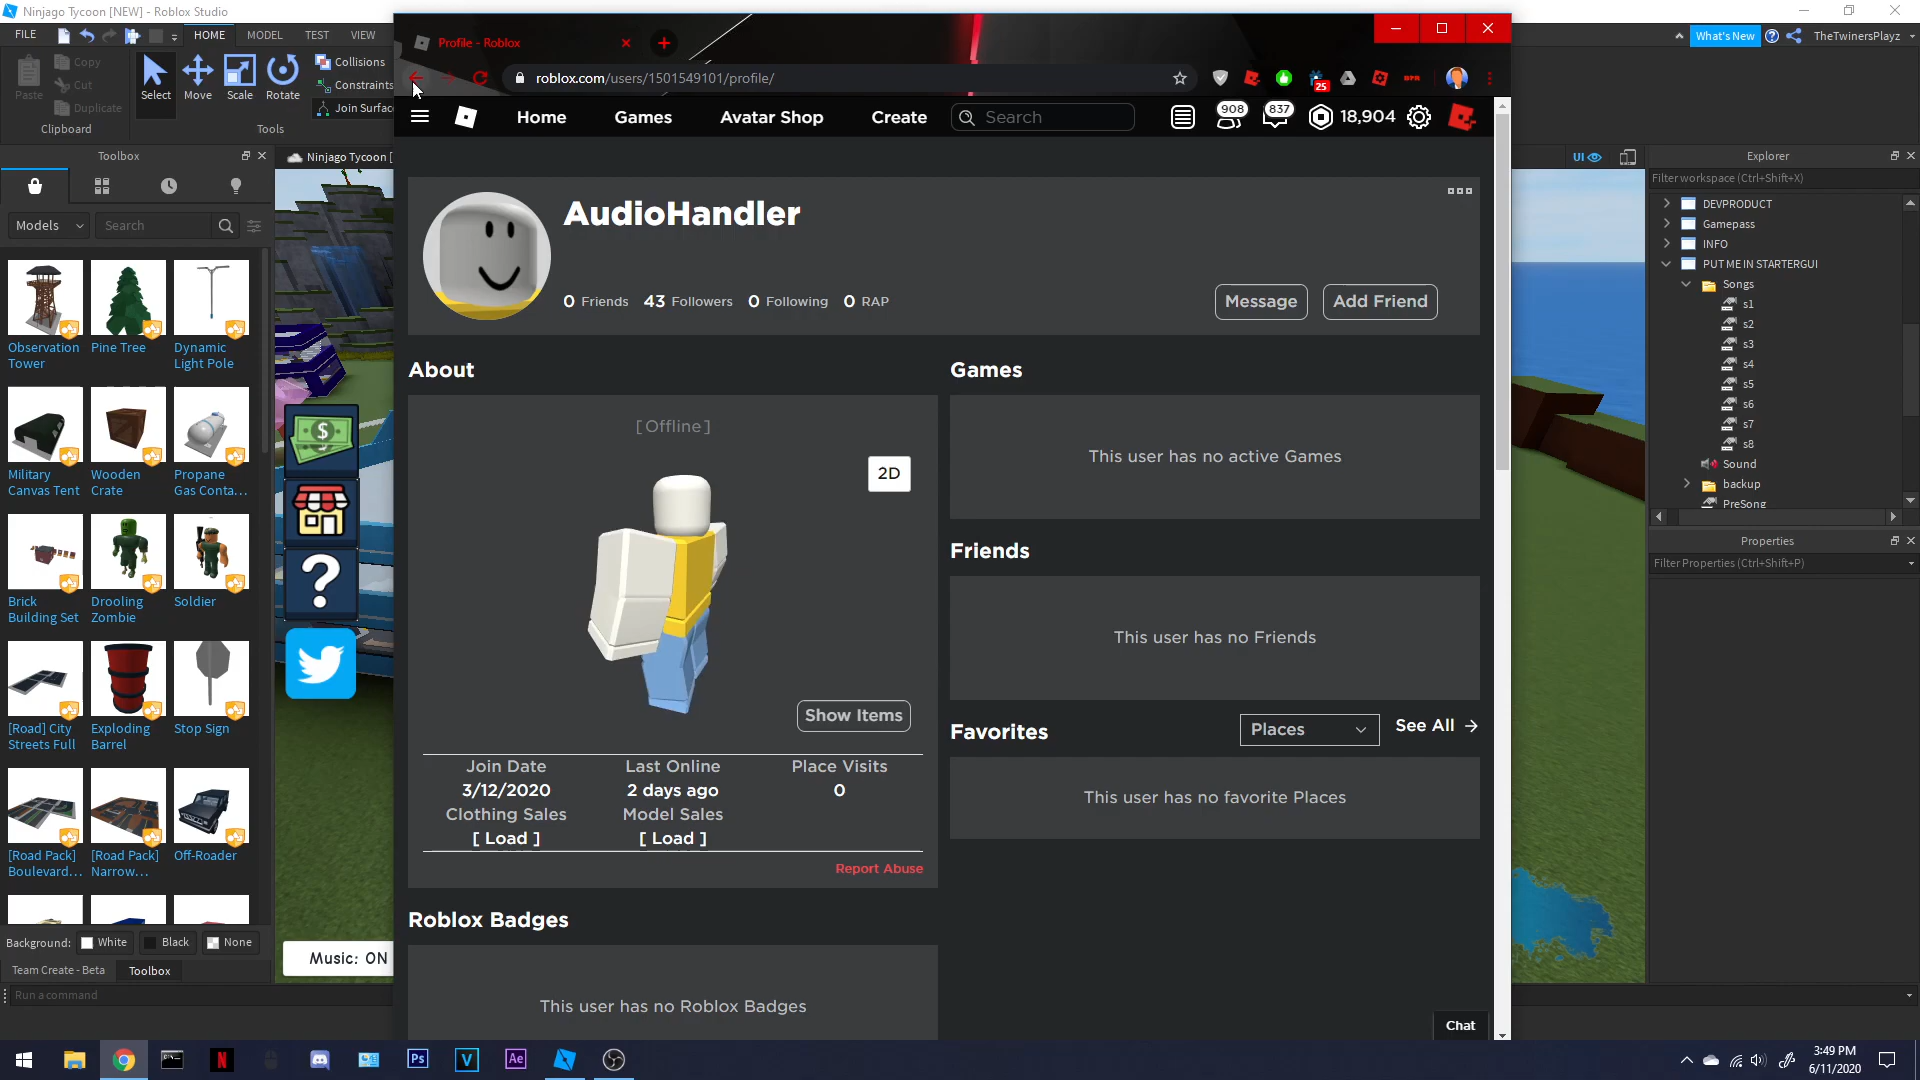 Ninjago Tycoon [NEW] - Roblox Studio
FILE
HOME
MODEL
TEST
VIEW
What's New
TheTwinersPlayz
Paste
Copy
Cut
Duplicate
Clipboard
Select
Move
Scale
Rotate
Collisions
Constraints
Join Surfac
Tools
Toolbox
Models
Search
Observation
Tower
Pine Tree
Dynamic
Light Pole
Military
Canvas Tent
Wooden
Crate
Propane
Gas Conta...
Brick
Building Set
Drooling
Zombie
Soldier
[Road] City
Streets Full
Exploding
Barrel
Stop Sign
[Road Pack]
Boulevard...
[Road Pack]
Narrow...
Off-Roader
Background:
White
Black
None
Team Create - Beta
Toolbox
Run a command
Ninjago Tycoon [
Music: ON
Profile - Roblox
roblox.com/users/1501549101/profile/
25
Home
Games
Avatar Shop
Create
Search
908
837
18,904
AudioHandler
0 Friends
43 Followers
0 Following
0 RAP
Message
Add Friend
About
[Offline]
2D
Show Items
Join Date
3/12/2020
Last Online
2 days ago
Place Visits
0
Clothing Sales
[ Load ]
Model Sales
[ Load ]
Report Abuse
Roblox Badges
This user has no Roblox Badges
Games
This user has no active Games
Friends
This user has no Friends
Favorites
Places
See All
This user has no favorite Places
Chat
UI
Explorer
Filter workspace (Ctrl+Shift+X)
DEVPRODUCT
Gamepass
INFO
PUT ME IN STARTERGUI
Songs
s1
s2
s3
s4
s5
s6
s7
s8
Sound
backup
PreSong
Properties
Filter Properties (Ctrl+Shift+P)
N
Ps
V
Ae
3:49 PM
6/11/2020